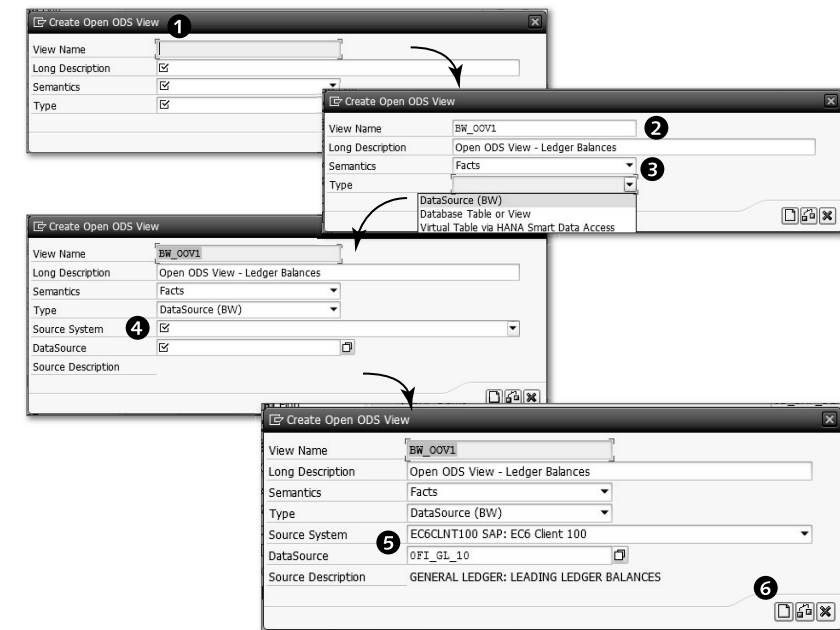 Create Open ODS View
1
View Name
Long Description
Semantics
Type
Create Open ODS View
View Name BW_OOV1
2
Long Description Open ODS View - Ledger Balances
Semantics Facts
3
Type
DataSource (BW)
Database Table or View
Virtual Table via HANA Smart Data Access
Create Open ODS View
View Name BW_OOV1
Long Description Open ODS View - Ledger Balances
Semantics Facts
Type DataSource (BW)
Source System
4
DataSource
Source Description
Create Open ODS View
View Name BW_OOV1
Long Description Open ODS View - Ledger Balances
Semantics Facts
Type DataSource (BW)
Source System EC6CLNT100 SAP: EC6 Client 100
5
DataSource 0FI_GL_10
Source Description GENERAL LEDGER: LEADING LEDGER BALANCES
6